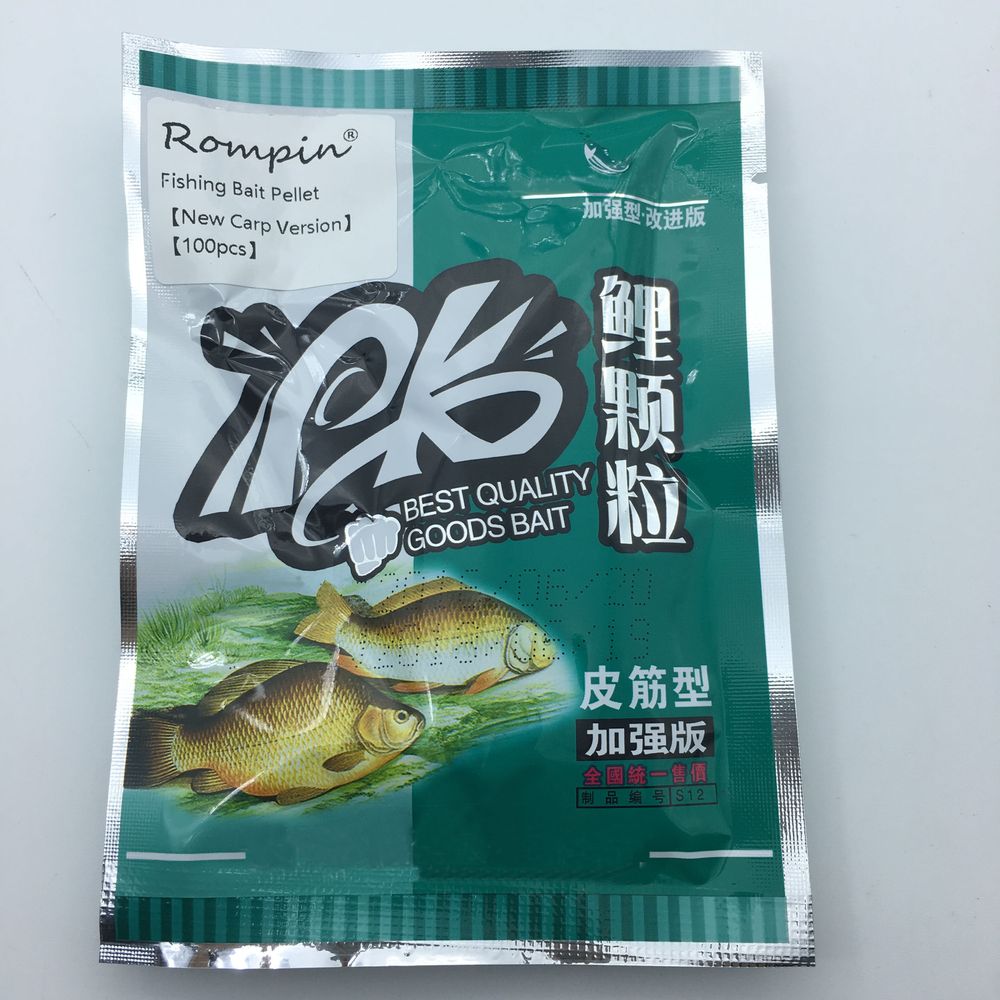 Rompin®
Fishing Bait Pellet
【New Carp Version】
【100pcs】
加强型·改进版
鲤颗粒
BEST QUALITY
GOODS BAIT
皮筋型
加强版
全國統一售價
制品编号 S12